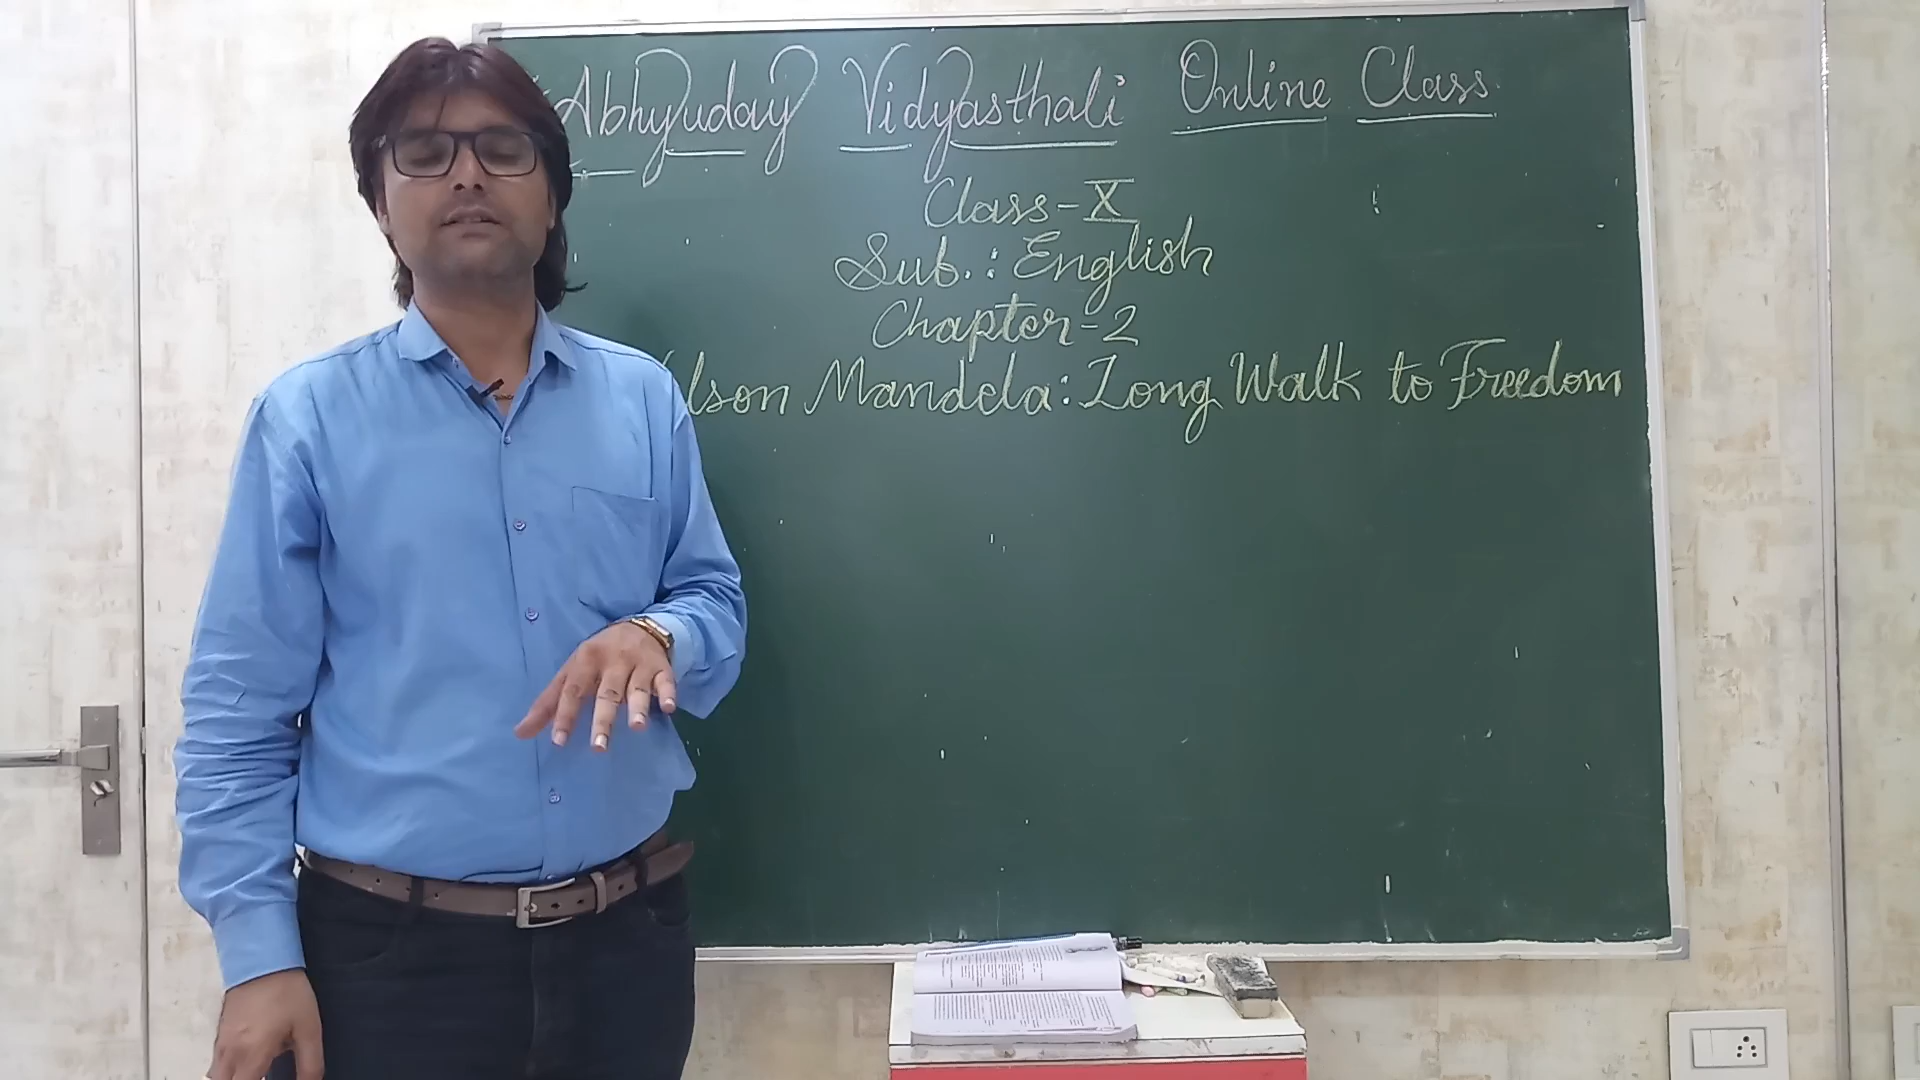 Abhyuday Vidyasthali Online Class
Class-X
Sub.: English
Chapter-2
lson Mandela: Long Walk to Freedom